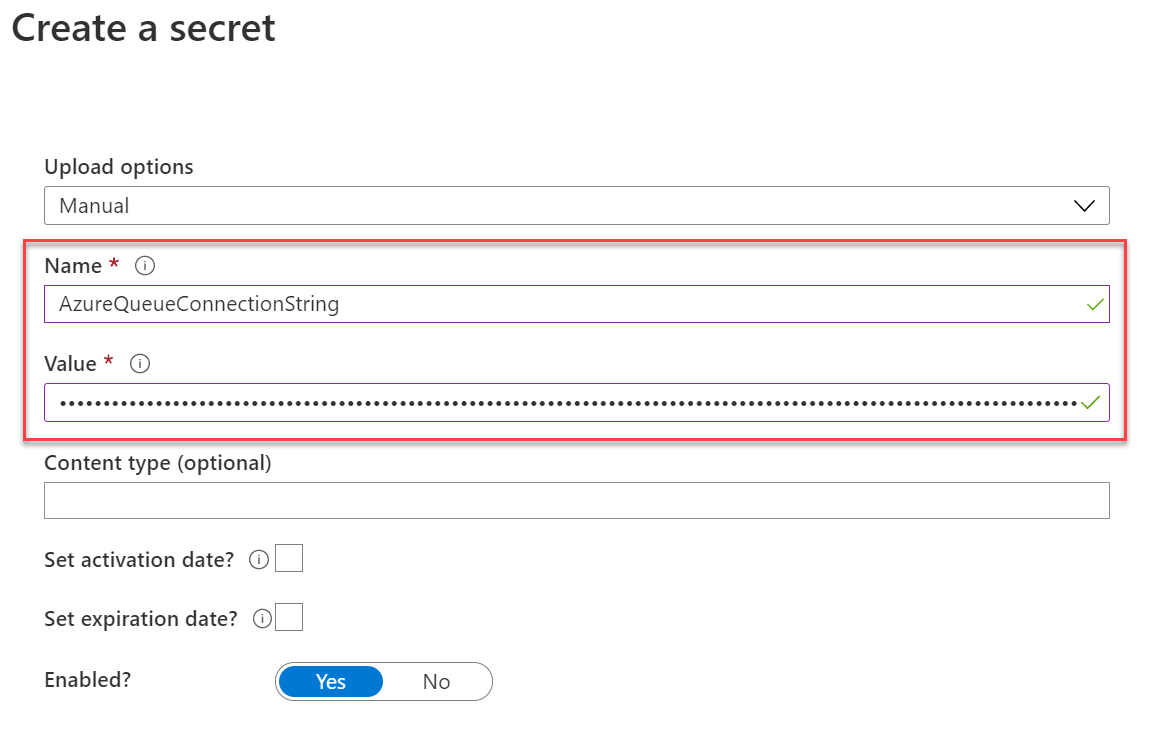 Create a secret
Upload options
Manual
Name *
AzureQueueConnectionString
Value *
Content type (optional)
Set activation date?
Set expiration date?
Enabled?
Yes No